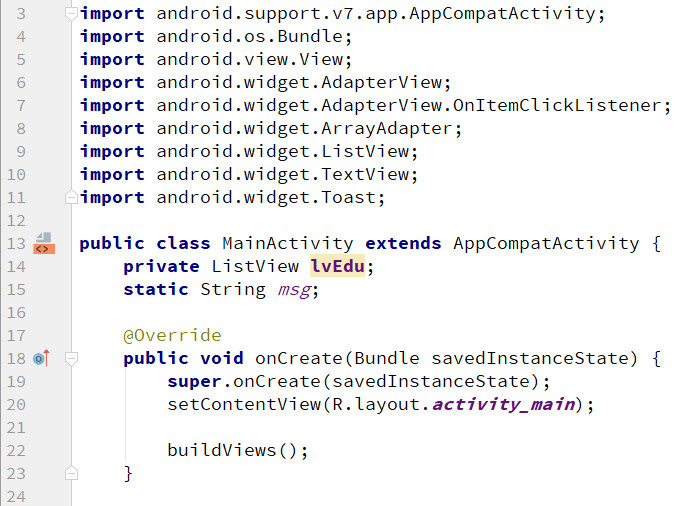 3 import android.support.v7.app.AppCompatActivity;
4 import android.os.Bundle;
5 import android.view.View;
6 import android.widget.AdapterView;
7 import android.widget.AdapterView.OnItemClickListener;
8 import android.widget.ArrayAdapter;
9 import android.widget.ListView;
10 import android.widget.TextView;
11 import android.widget.Toast;
12
13 public class MainActivity extends AppCompatActivity {
14 private ListView lvEdu;
15 static String msg;
16
17 @Override
18 public void onCreate(Bundle savedInstanceState) {
19 super.onCreate(savedInstanceState);
20 setContentView(R.layout.activity_main);
21
22 buildViews();
23 }
24